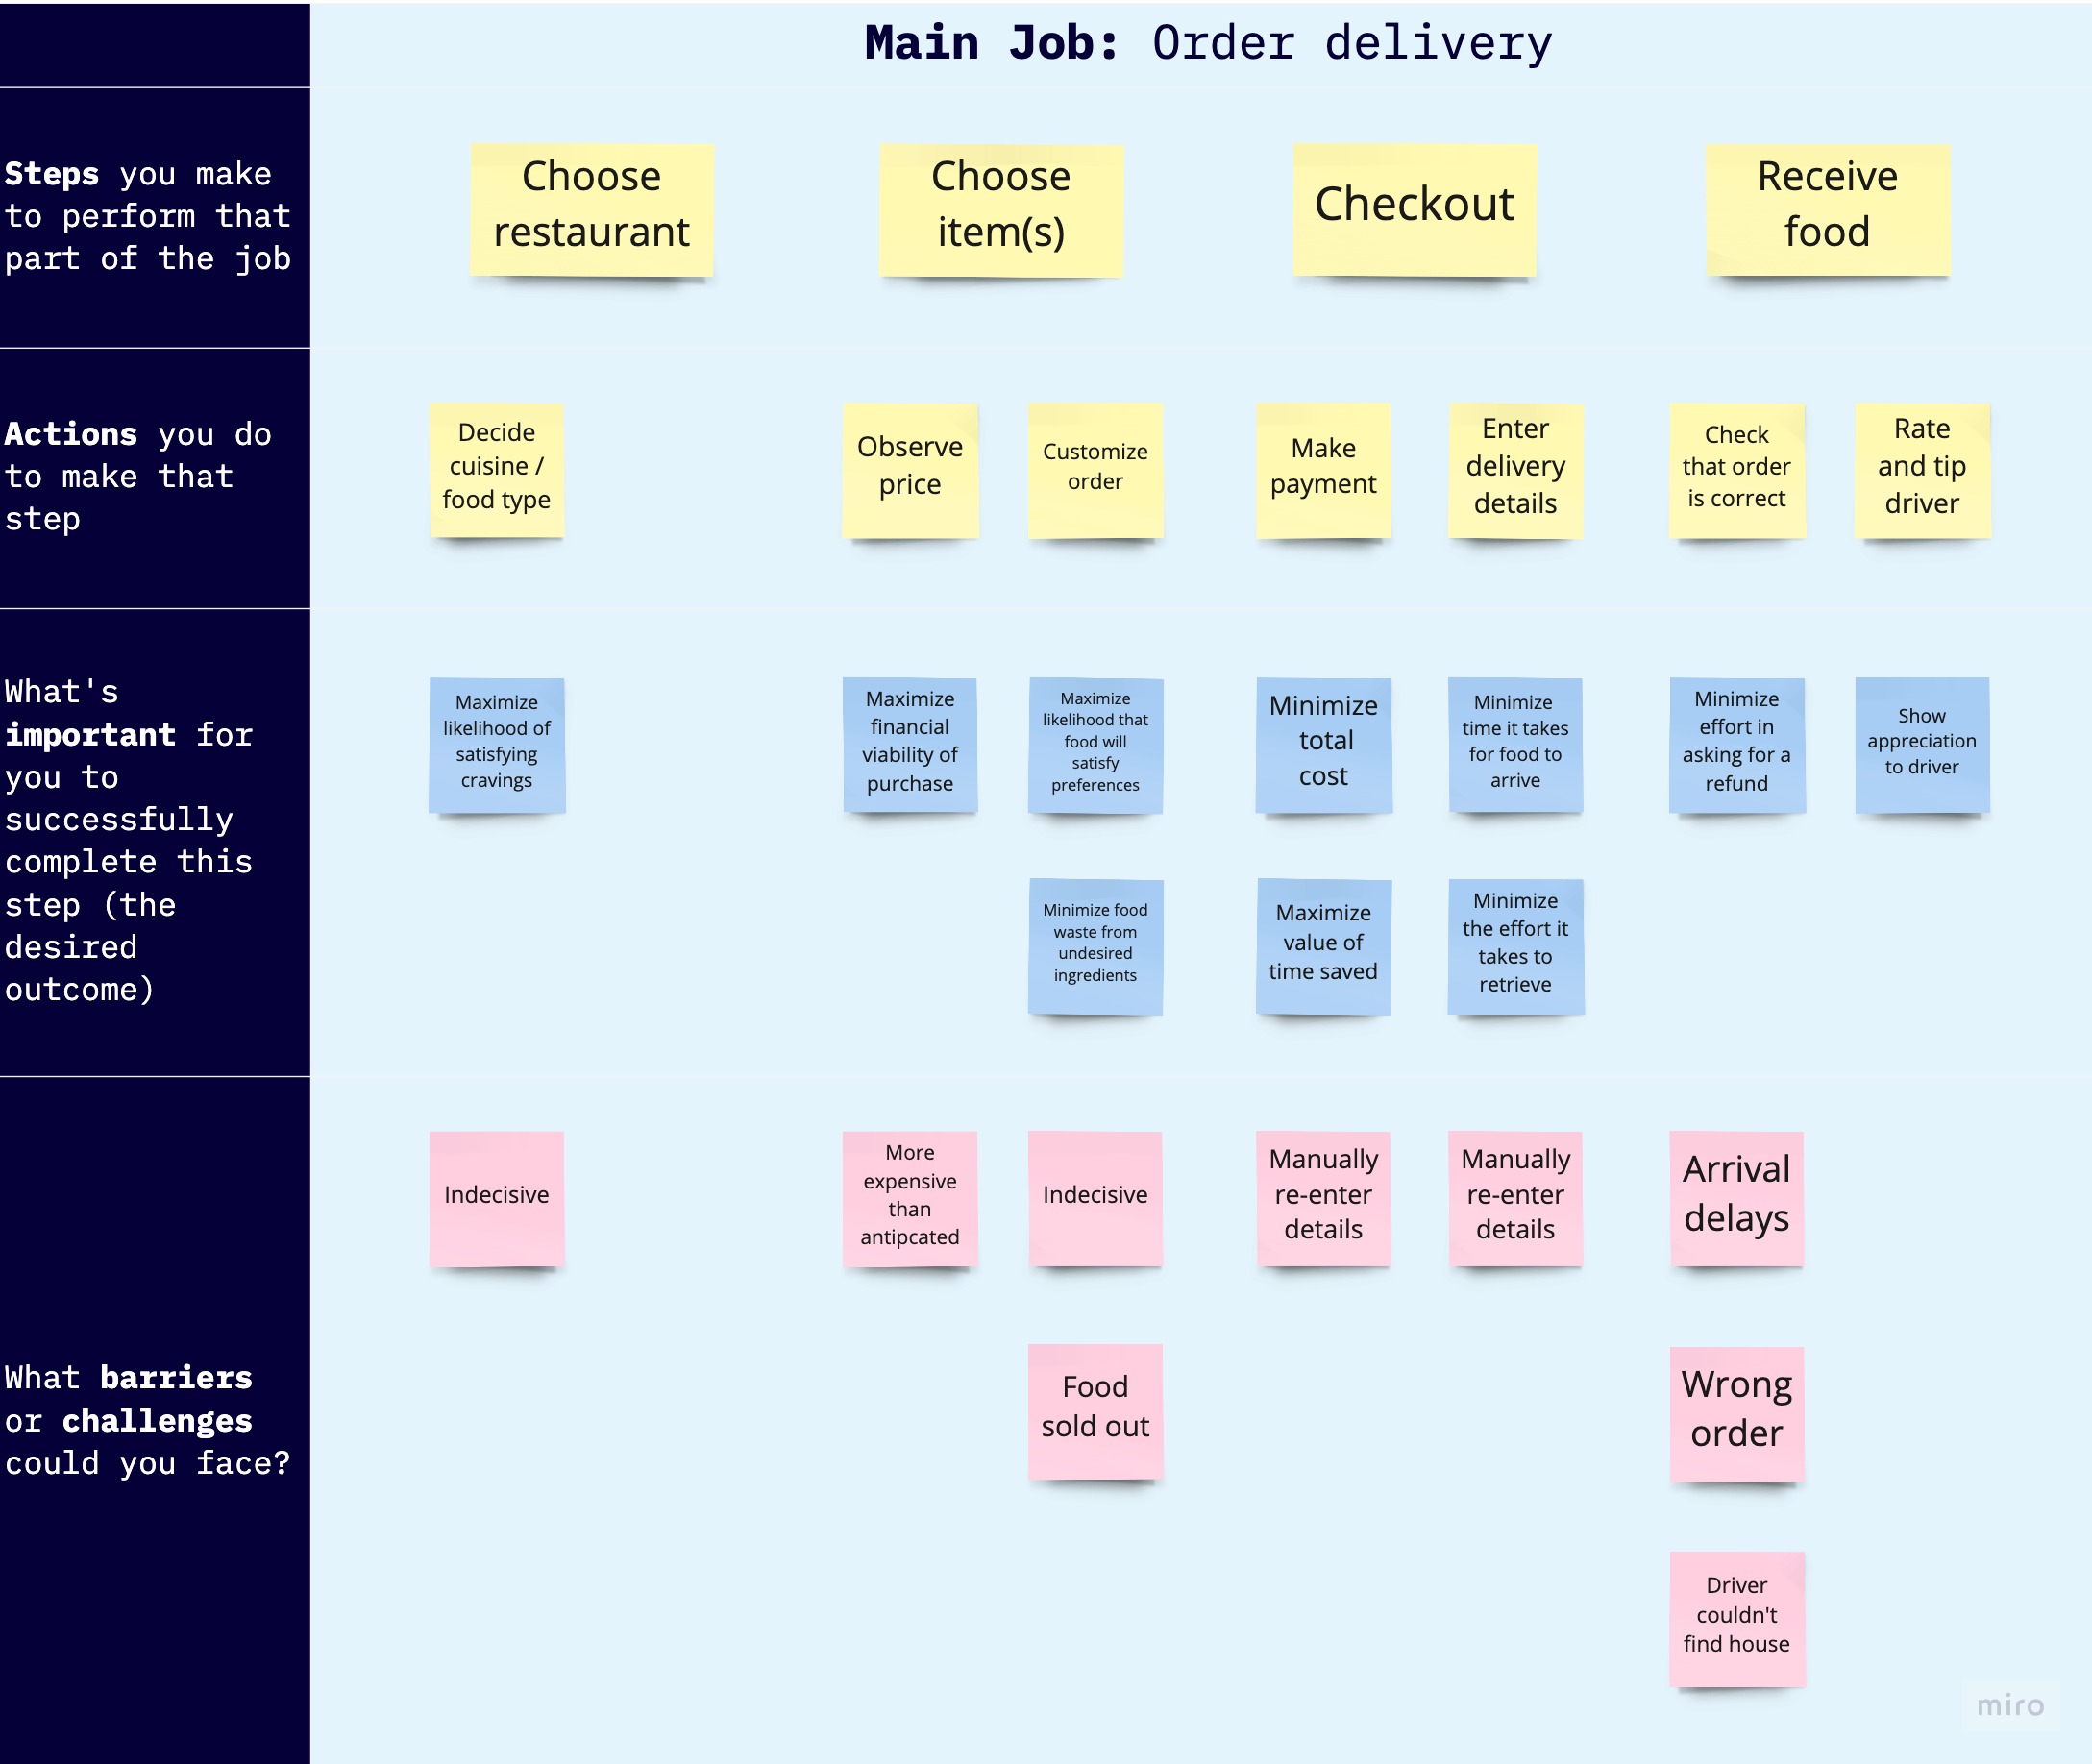 Main Job: Order delivery
Steps you make
to perform that
part of the job
Choose
restaurant
Choose
item(s)
Checkout
Receive
food
Actions you do
to make that
step
Decide
cuisine /
food type
Observe
price
Customize
order
Make
payment
Enter
delivery
details
Check
that order
is correct
Rate
and tip
driver
What's
important for
you to
successfully
complete this
step (the
desired
outcome)
Maximize
likelihood of
satisfying
cravings
Maximize
financial
viability of
purchase
Maximize
likelihood that
food will
satisfy
preferences
Minimize
total
cost
Minimize
time it takes
for food to
arrive
Minimize
effort in
asking for a
refund
Show
appreciation
to driver
Minimize food
waste from
undesired
ingredients
Maximize
value of
time saved
Minimize
the effort it
takes to
retrieve
What barriers
or challenges
could you face?
Indecisive
More
expensive
than
antipcated
Indecisive
Manually
re-enter
details
Manually
re-enter
details
Arrival
delays
Food
sold out
Wrong
order
Driver
couldn't
find house
miro